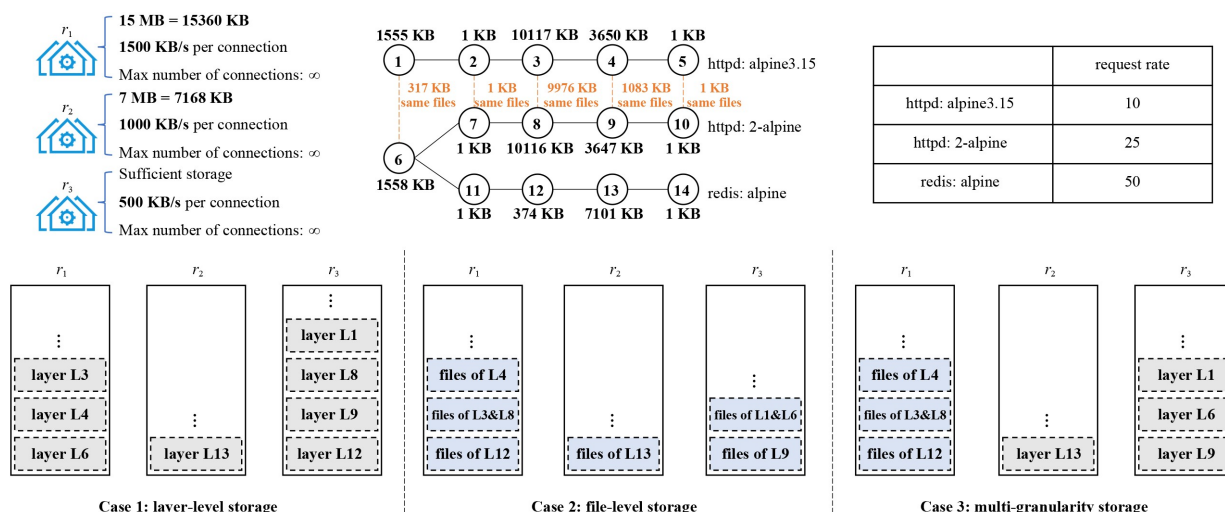 r1
15 MB = 15360 KB
1500 KB/s per connection
Max number of connections: ∞
r2
7 MB = 7168 KB
1000 KB/s per connection
Max number of connections: ∞
r3
Sufficient storage
500 KB/s per connection
Max number of connections: ∞
1555 KB 1 KB 10117 KB 3650 KB 1 KB
1 2 3 4 5 httpd: alpine3.15
317 KB same files
1 KB same files
9976 KB same files
1083 KB same files
1 KB same files
7 8 9 10 httpd: 2-alpine
1 KB 10116 KB 3647 KB 1 KB
6
1558 KB
11 12 13 14 redis: alpine
1 KB 374 KB 7101 KB 1 KB
request rate
httpd: alpine3.15 10
httpd: 2-alpine 25
redis: alpine 50
r1 r2 r3
⋮
layer L3
layer L4
layer L6
⋮
layer L13
⋮
layer L1
layer L8
layer L9
layer L12
Case 1: layer-level storage
r1 r2 r3
⋮
files of L4
files of L3&L8
files of L12
⋮
files of L13
⋮
files of L1&L6
files of L9
Case 2: file-level storage
r1 r2 r3
⋮
files of L4
files of L3&L8
files of L12
⋮
layer L13
⋮
layer L1
layer L6
layer L9
Case 3: multi-granularity storage